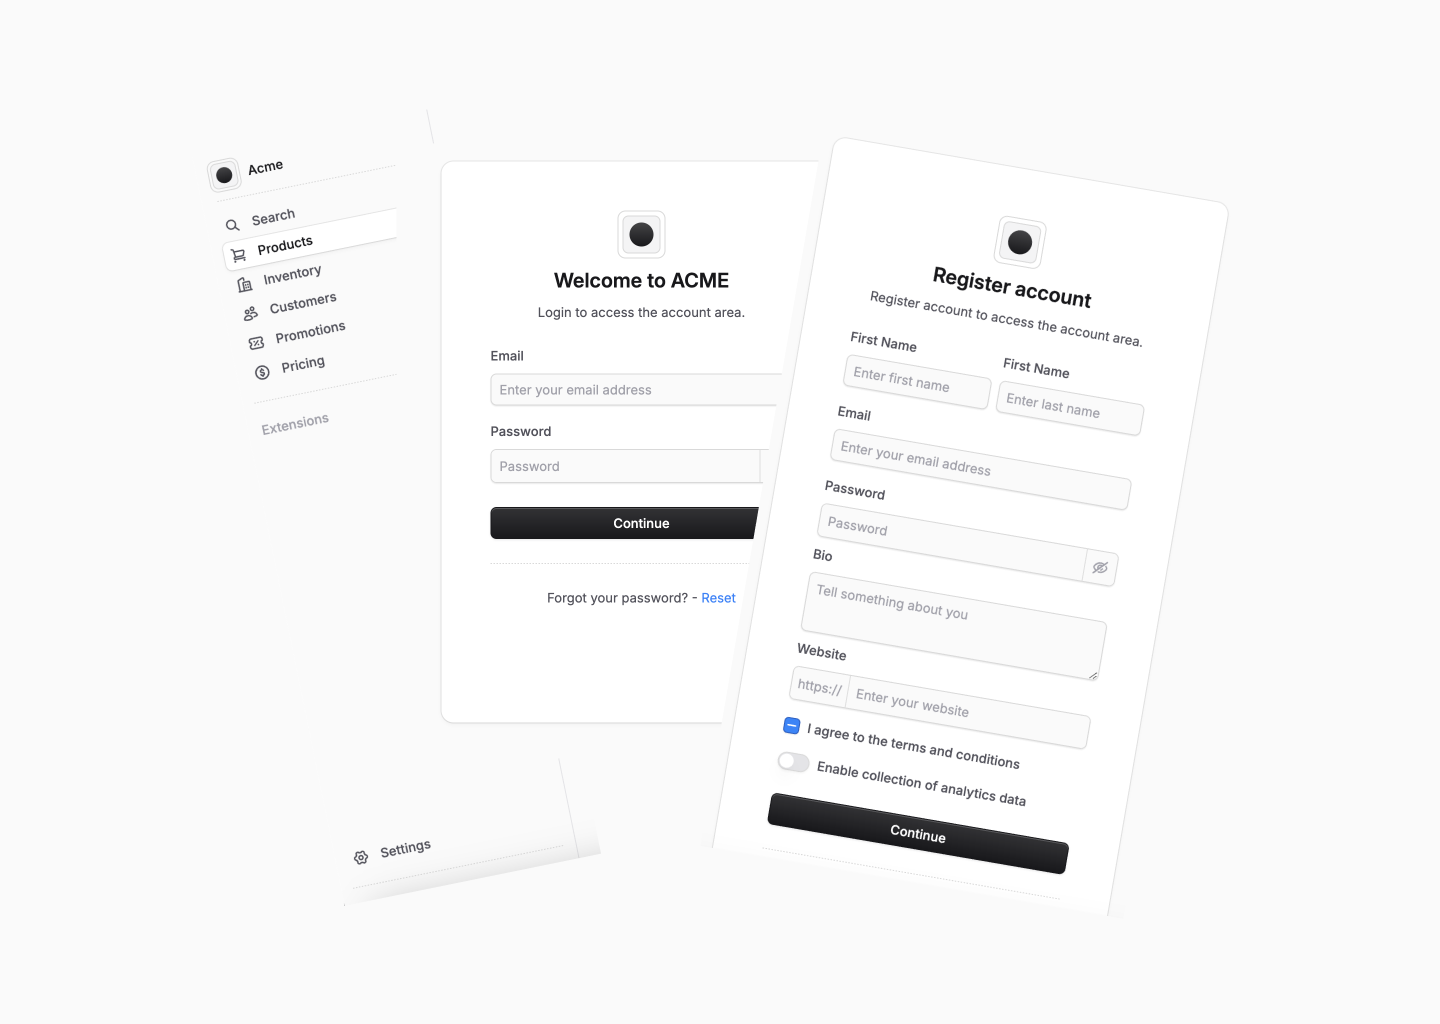 Acme
Search
Products
Inventory
Customers
Promotions
Pricing
Extensions
Settings
Welcome to ACME
Login to access the account area.
Email
Enter your email address
Password
Password
Continue
Forgot your password? - Reset
Register account
Register account to access the account area.
First Name
First Name
Enter first name
Enter last name
Email
Enter your email address
Password
Password
Bio
Tell something about you
Website
https://
Enter your website
I agree to the terms and conditions
Enable collection of analytics data
Continue